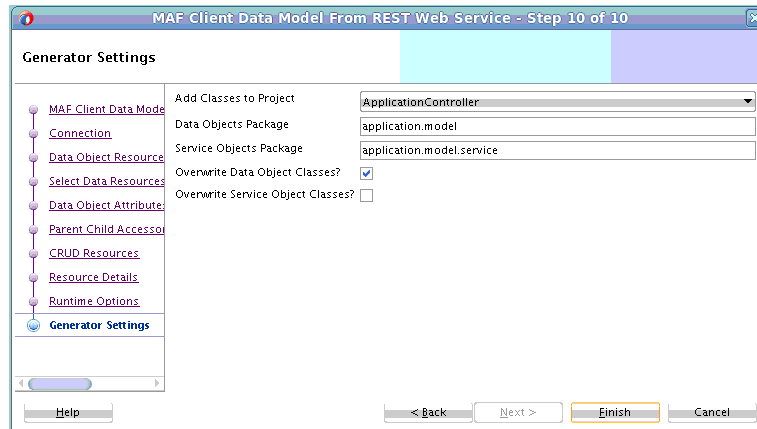 MAF Client Data Model From REST Web Service - Step 10 of 10
Generator Settings
MAF Client Data Mode
Connection
Data Object Resource
Select Data Resources
Data Object Attribute
Parent Child Accesso
CRUD Resources
Resource Details
Runtime Options
Generator Settings
Add Classes to Project
ApplicationController
Data Objects Package
application.model
Service Objects Package
application.model.service
Overwrite Data Object Classes?
Overwrite Service Object Classes?
Help
< Back
Next >
Finish
Cancel